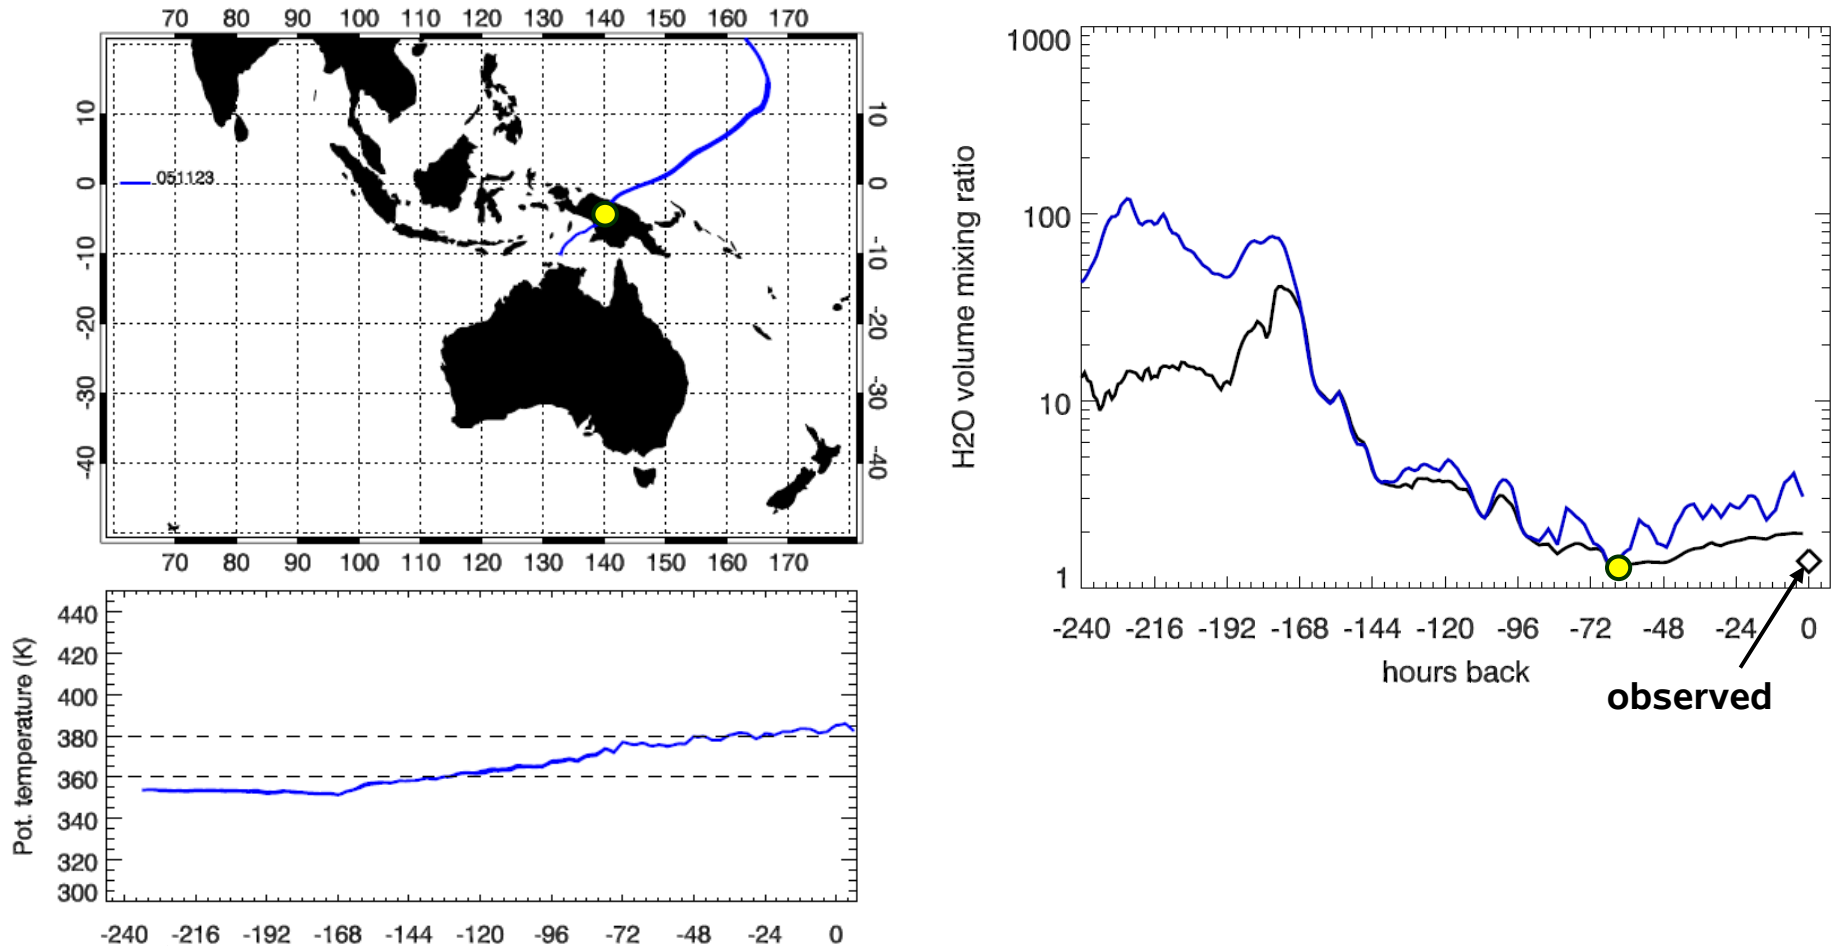 70 80 90 100 110 120 130 140 150 160 170
10 0 -10 -20 -30 -40
051123
10 0 -10 -20 -30 -40
70 80 90 100 110 120 130 140 150 160 170
Pot. temperature (K)
440
420
400
380
360
340
320
300
-240 -216 -192 -168 -144 -120 -96 -72 -48 -24 0
H2O volume mixing ratio
1000
100
10
1
-240 -216 -192 -168 -144 -120 -96 -72 -48 -24 0
hours back
observed